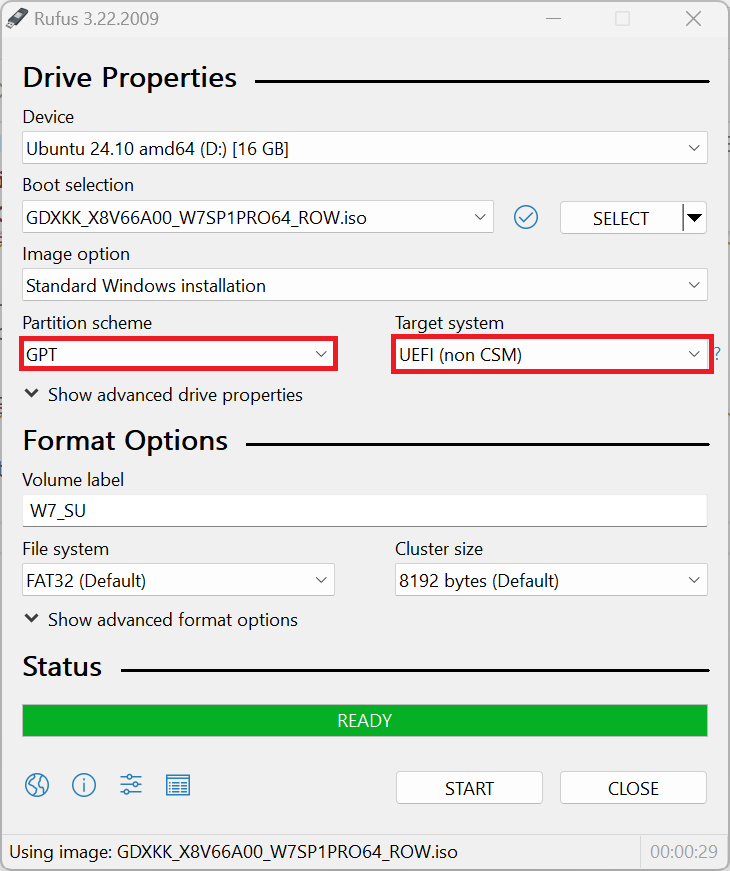 Rufus 3.22.2009
Drive Properties
Device
Ubuntu 24.10 amd64 (D:) [16 GB]
Boot selection
GDXKK_X8V66A00_W7SP1PRO64_ROW.iso
SELECT
Image option
Standard Windows installation
Partition scheme
Target system
GPT
UEFI (non CSM)
?
Show advanced drive properties
Format Options
Volume label
W7_SU
File system
Cluster size
FAT32 (Default)
8192 bytes (Default)
Show advanced format options
Status
READY
START
CLOSE
Using image: GDXKK_X8V66A00_W7SP1PRO64_ROW.iso
00:00:29